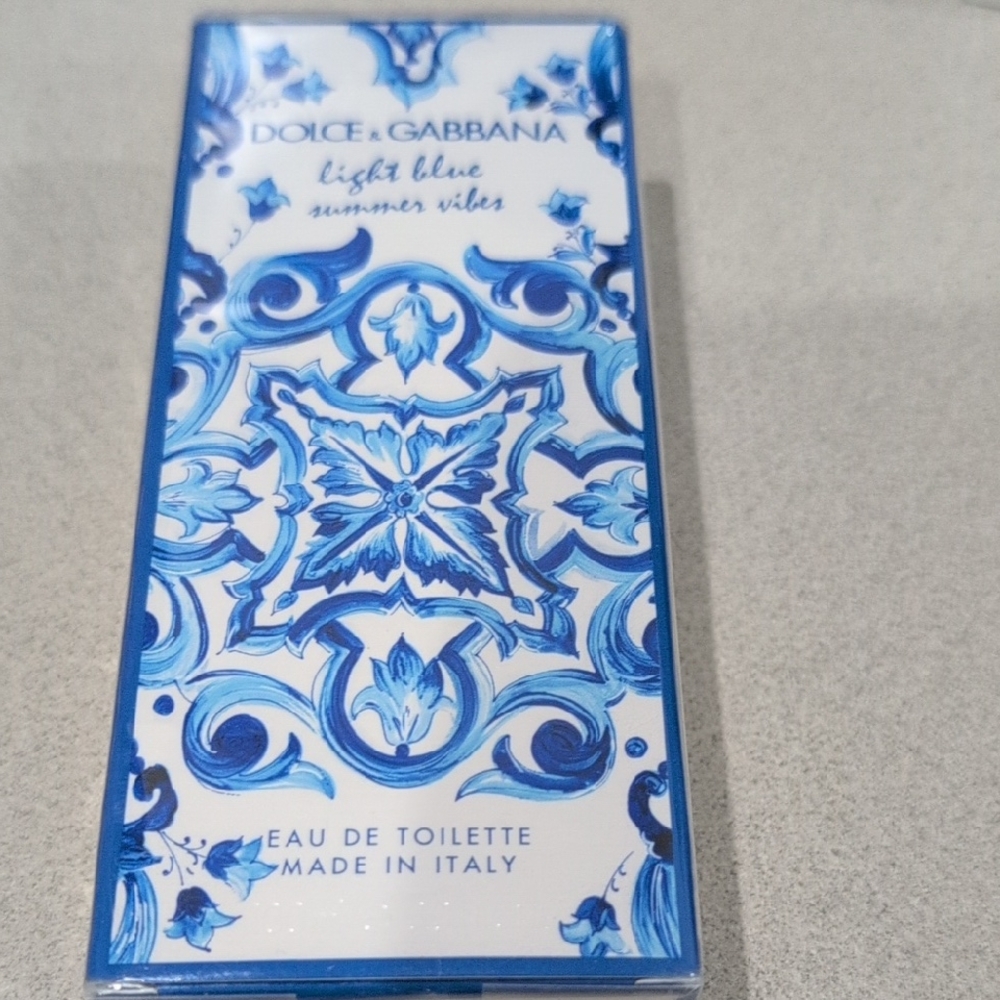 DOLCE & GABBANA
light blue
summer vibes
EAU DE TOILETTE
MADE IN ITALY